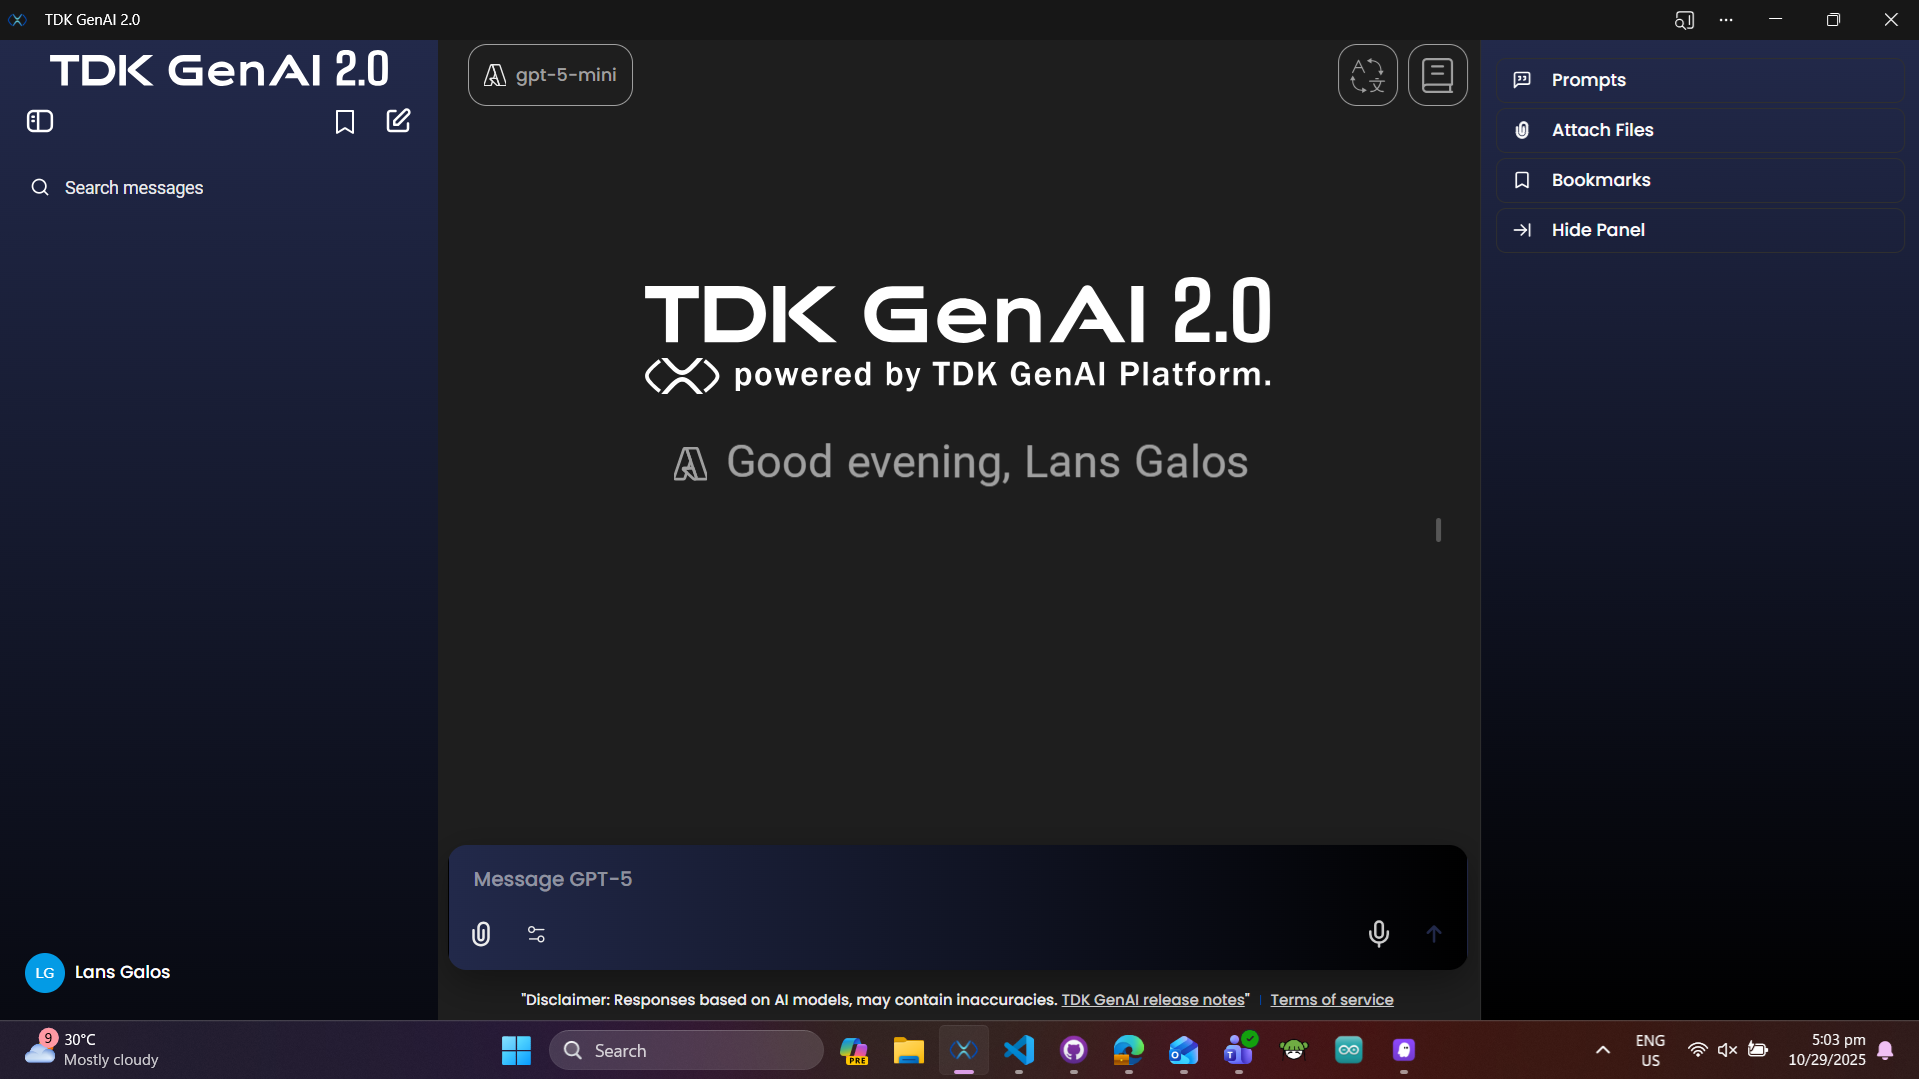 TDK GenAI 2.0
TDK GenAI 2.0
Search messages
gpt-5-mini
TDK GenAI 2.0
powered by TDK GenAI Platform.
Good evening, Lans Galos
Message GPT-5
"Disclaimer: Responses based on AI models, may contain inaccuracies. TDK GenAI release notes" | Terms of service
Prompts
Attach Files
Bookmarks
Hide Panel
LG Lans Galos
9
30°C
Mostly cloudy
Search
PRE
ENG
US
5:03 pm
10/29/2025